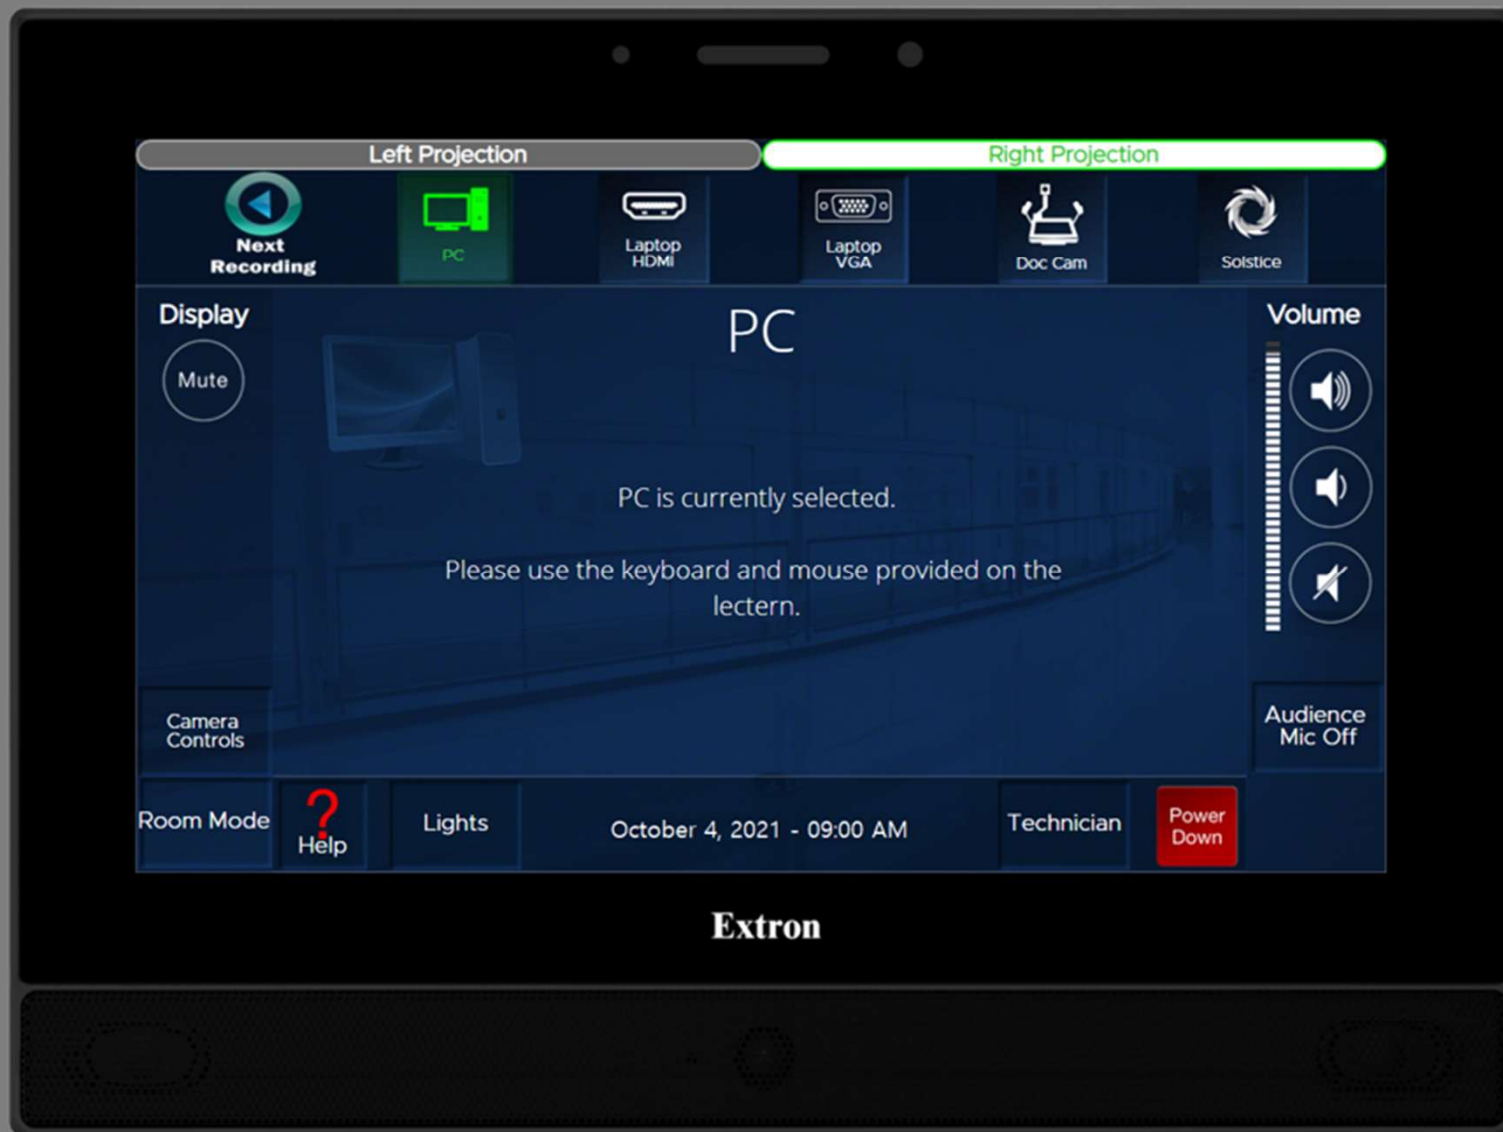 Left Projection
Right Projection
Next
Recording
PC
Laptop
HDMI
Laptop
VGA
Doc Cam
Solstice
Display
Mute
PC
Volume
PC is currently selected.
Please use the keyboard and mouse provided on the
lectern.
Camera
Controls
Audience
Mic Off
Room Mode
?
Help
Lights
October 4, 2021 - 09:00 AM
Technician
Power
Down
Extron